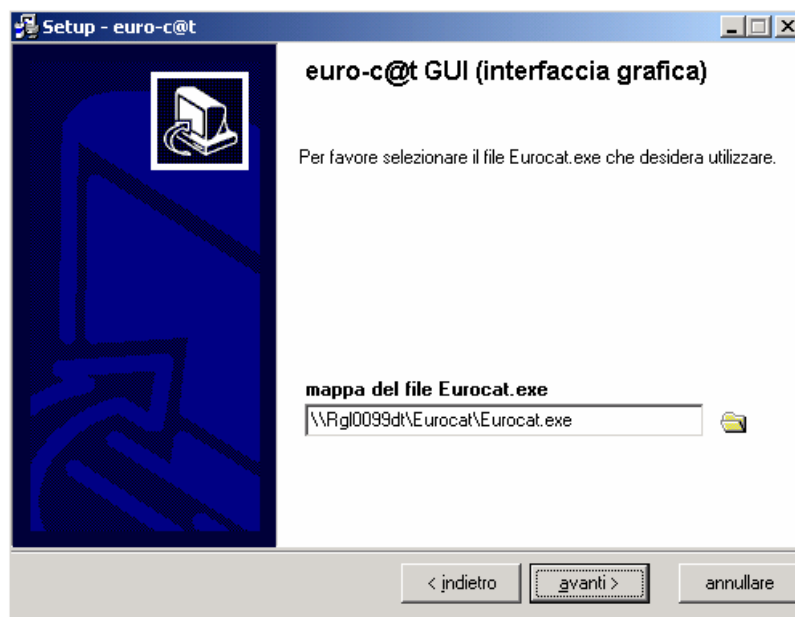 Setup - euro-c@t
euro-c@t GUI (interfaccia grafica)
Per favore selezionare il file Eurocat.exe che desidera utilizzare.
mappa del file Eurocat.exe
\\Rgl0099dt\Eurocat\Eurocat.exe
< indietro
avanti >
annullare